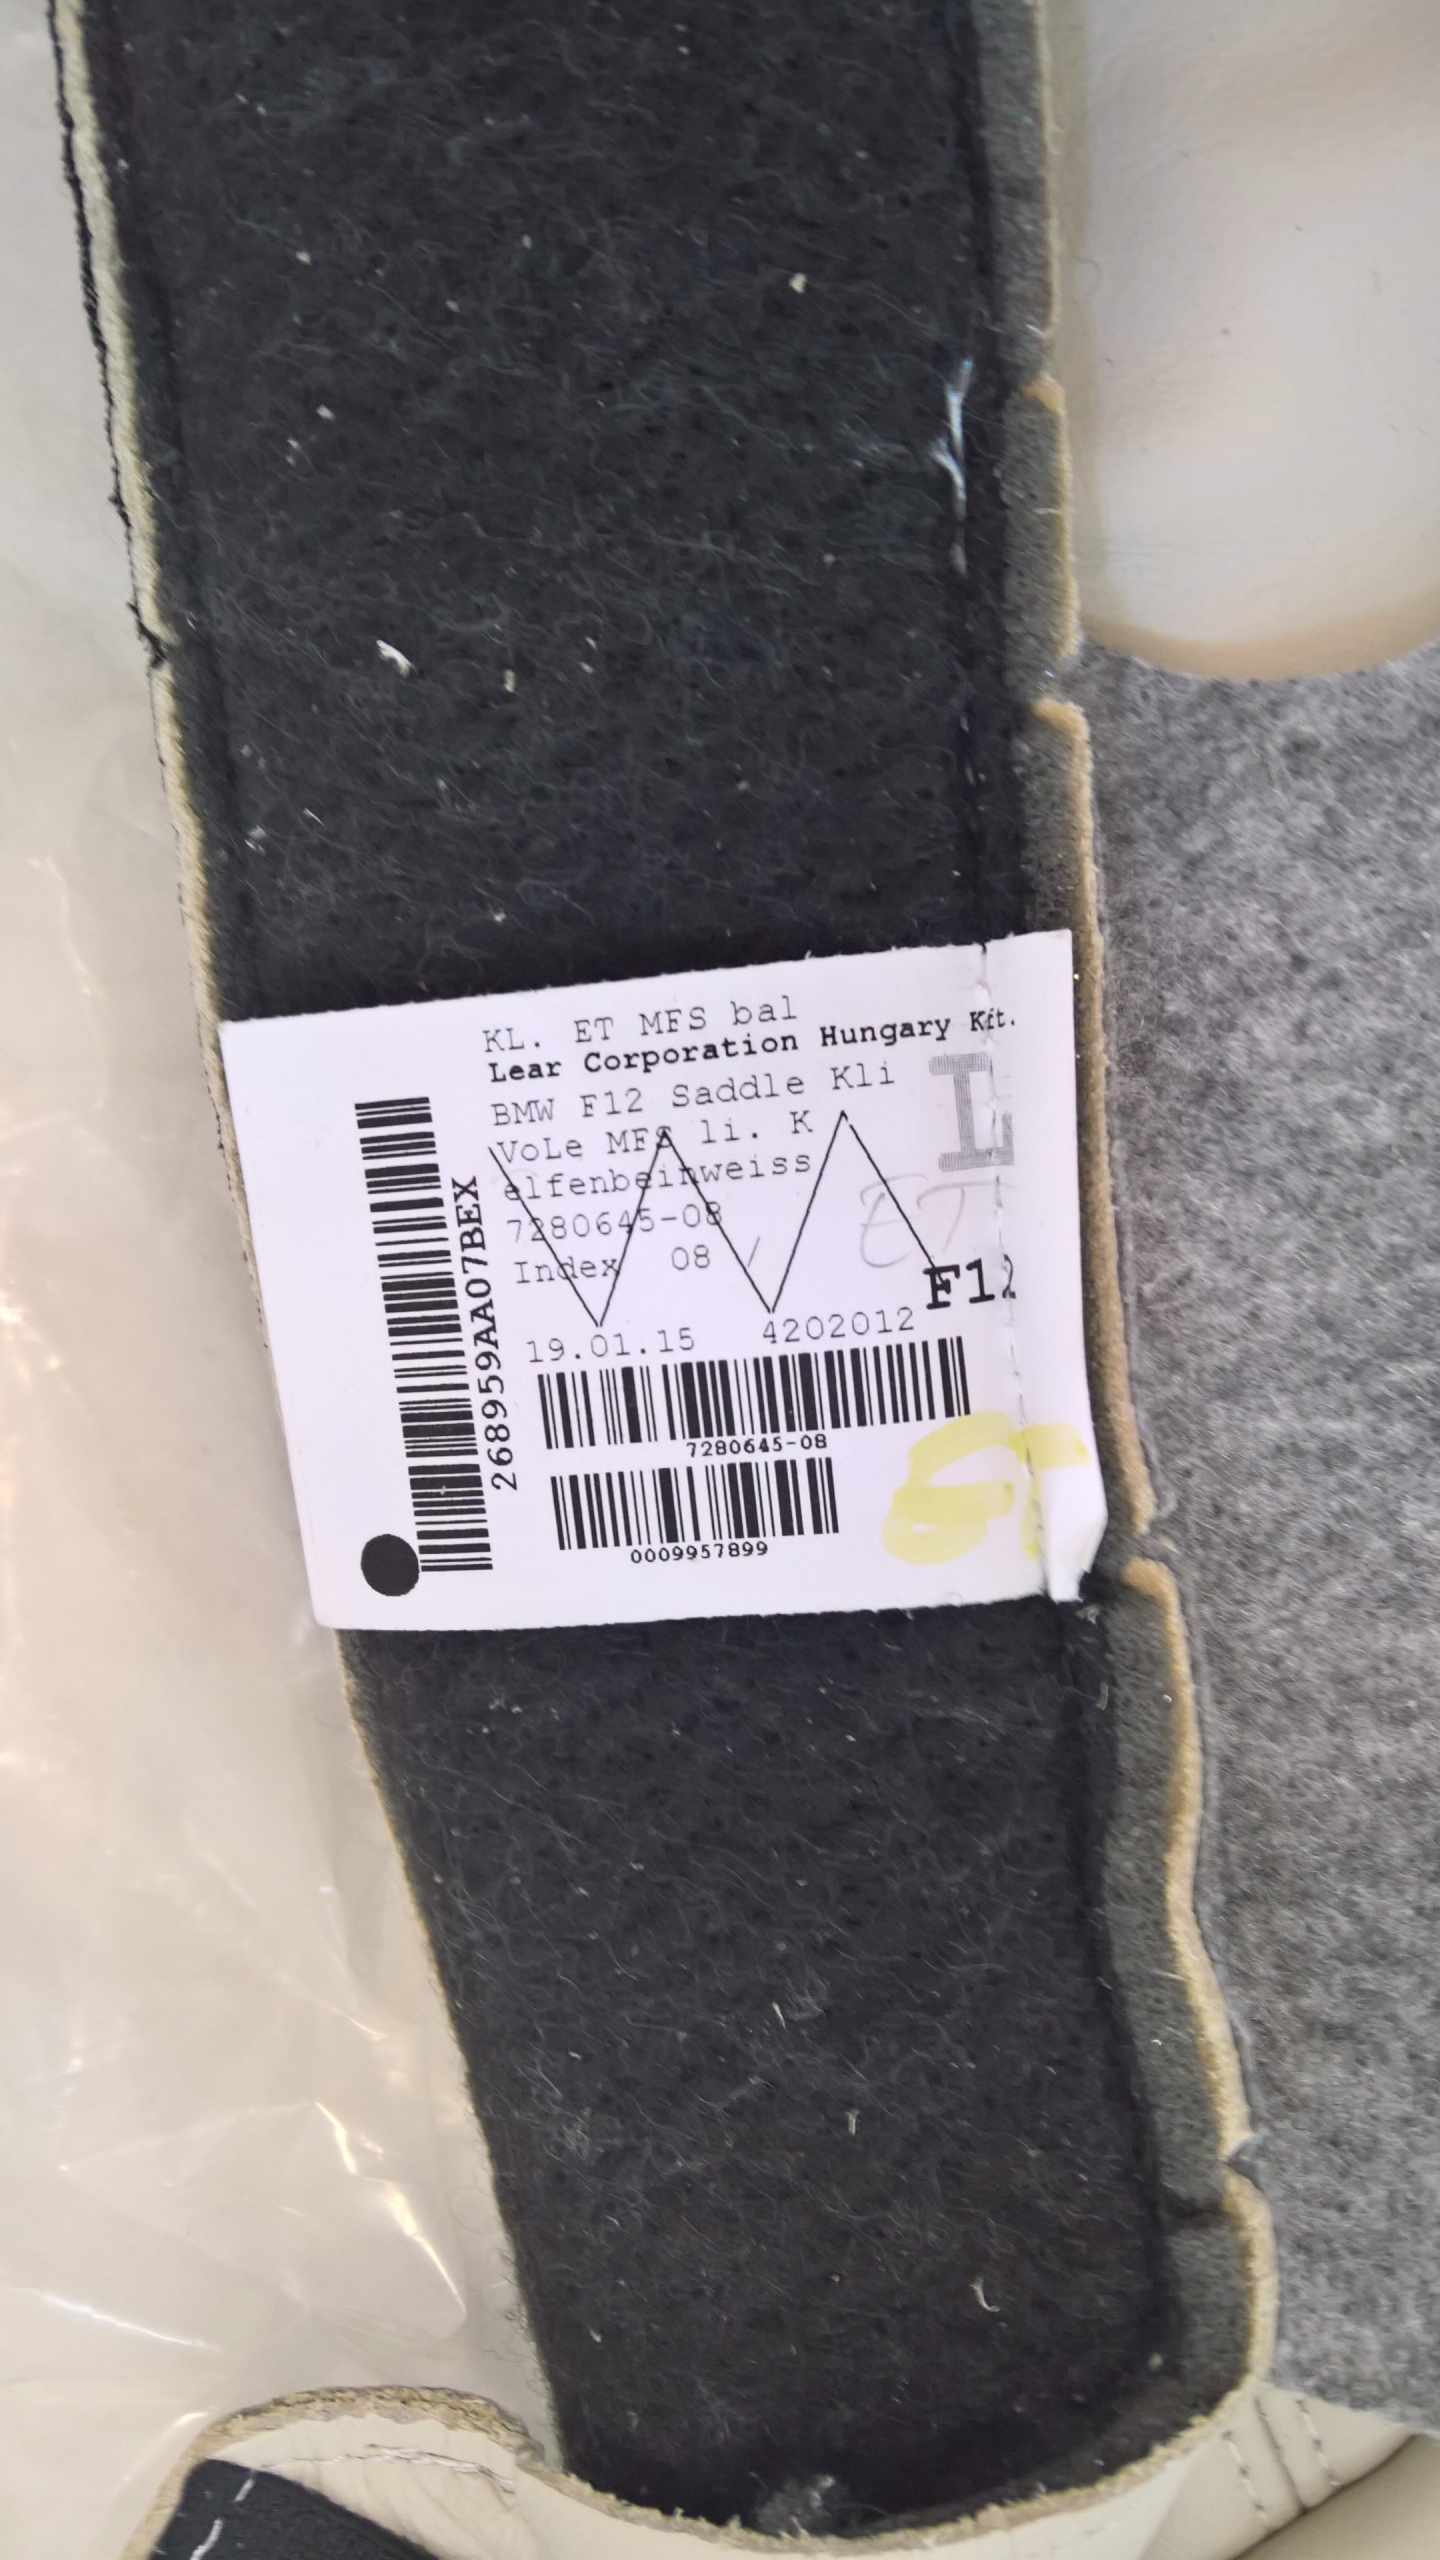 KL. ET MFS bal
Lear Corporation Hungary Kft.
BMW F12 Saddle Kli
VoLe MFS li. K
elfenbeinweiss
7280645-08
Index 08
L
ET
F12
19.01.15 4202012
7280645-08
0009957899
268959AA07BEX